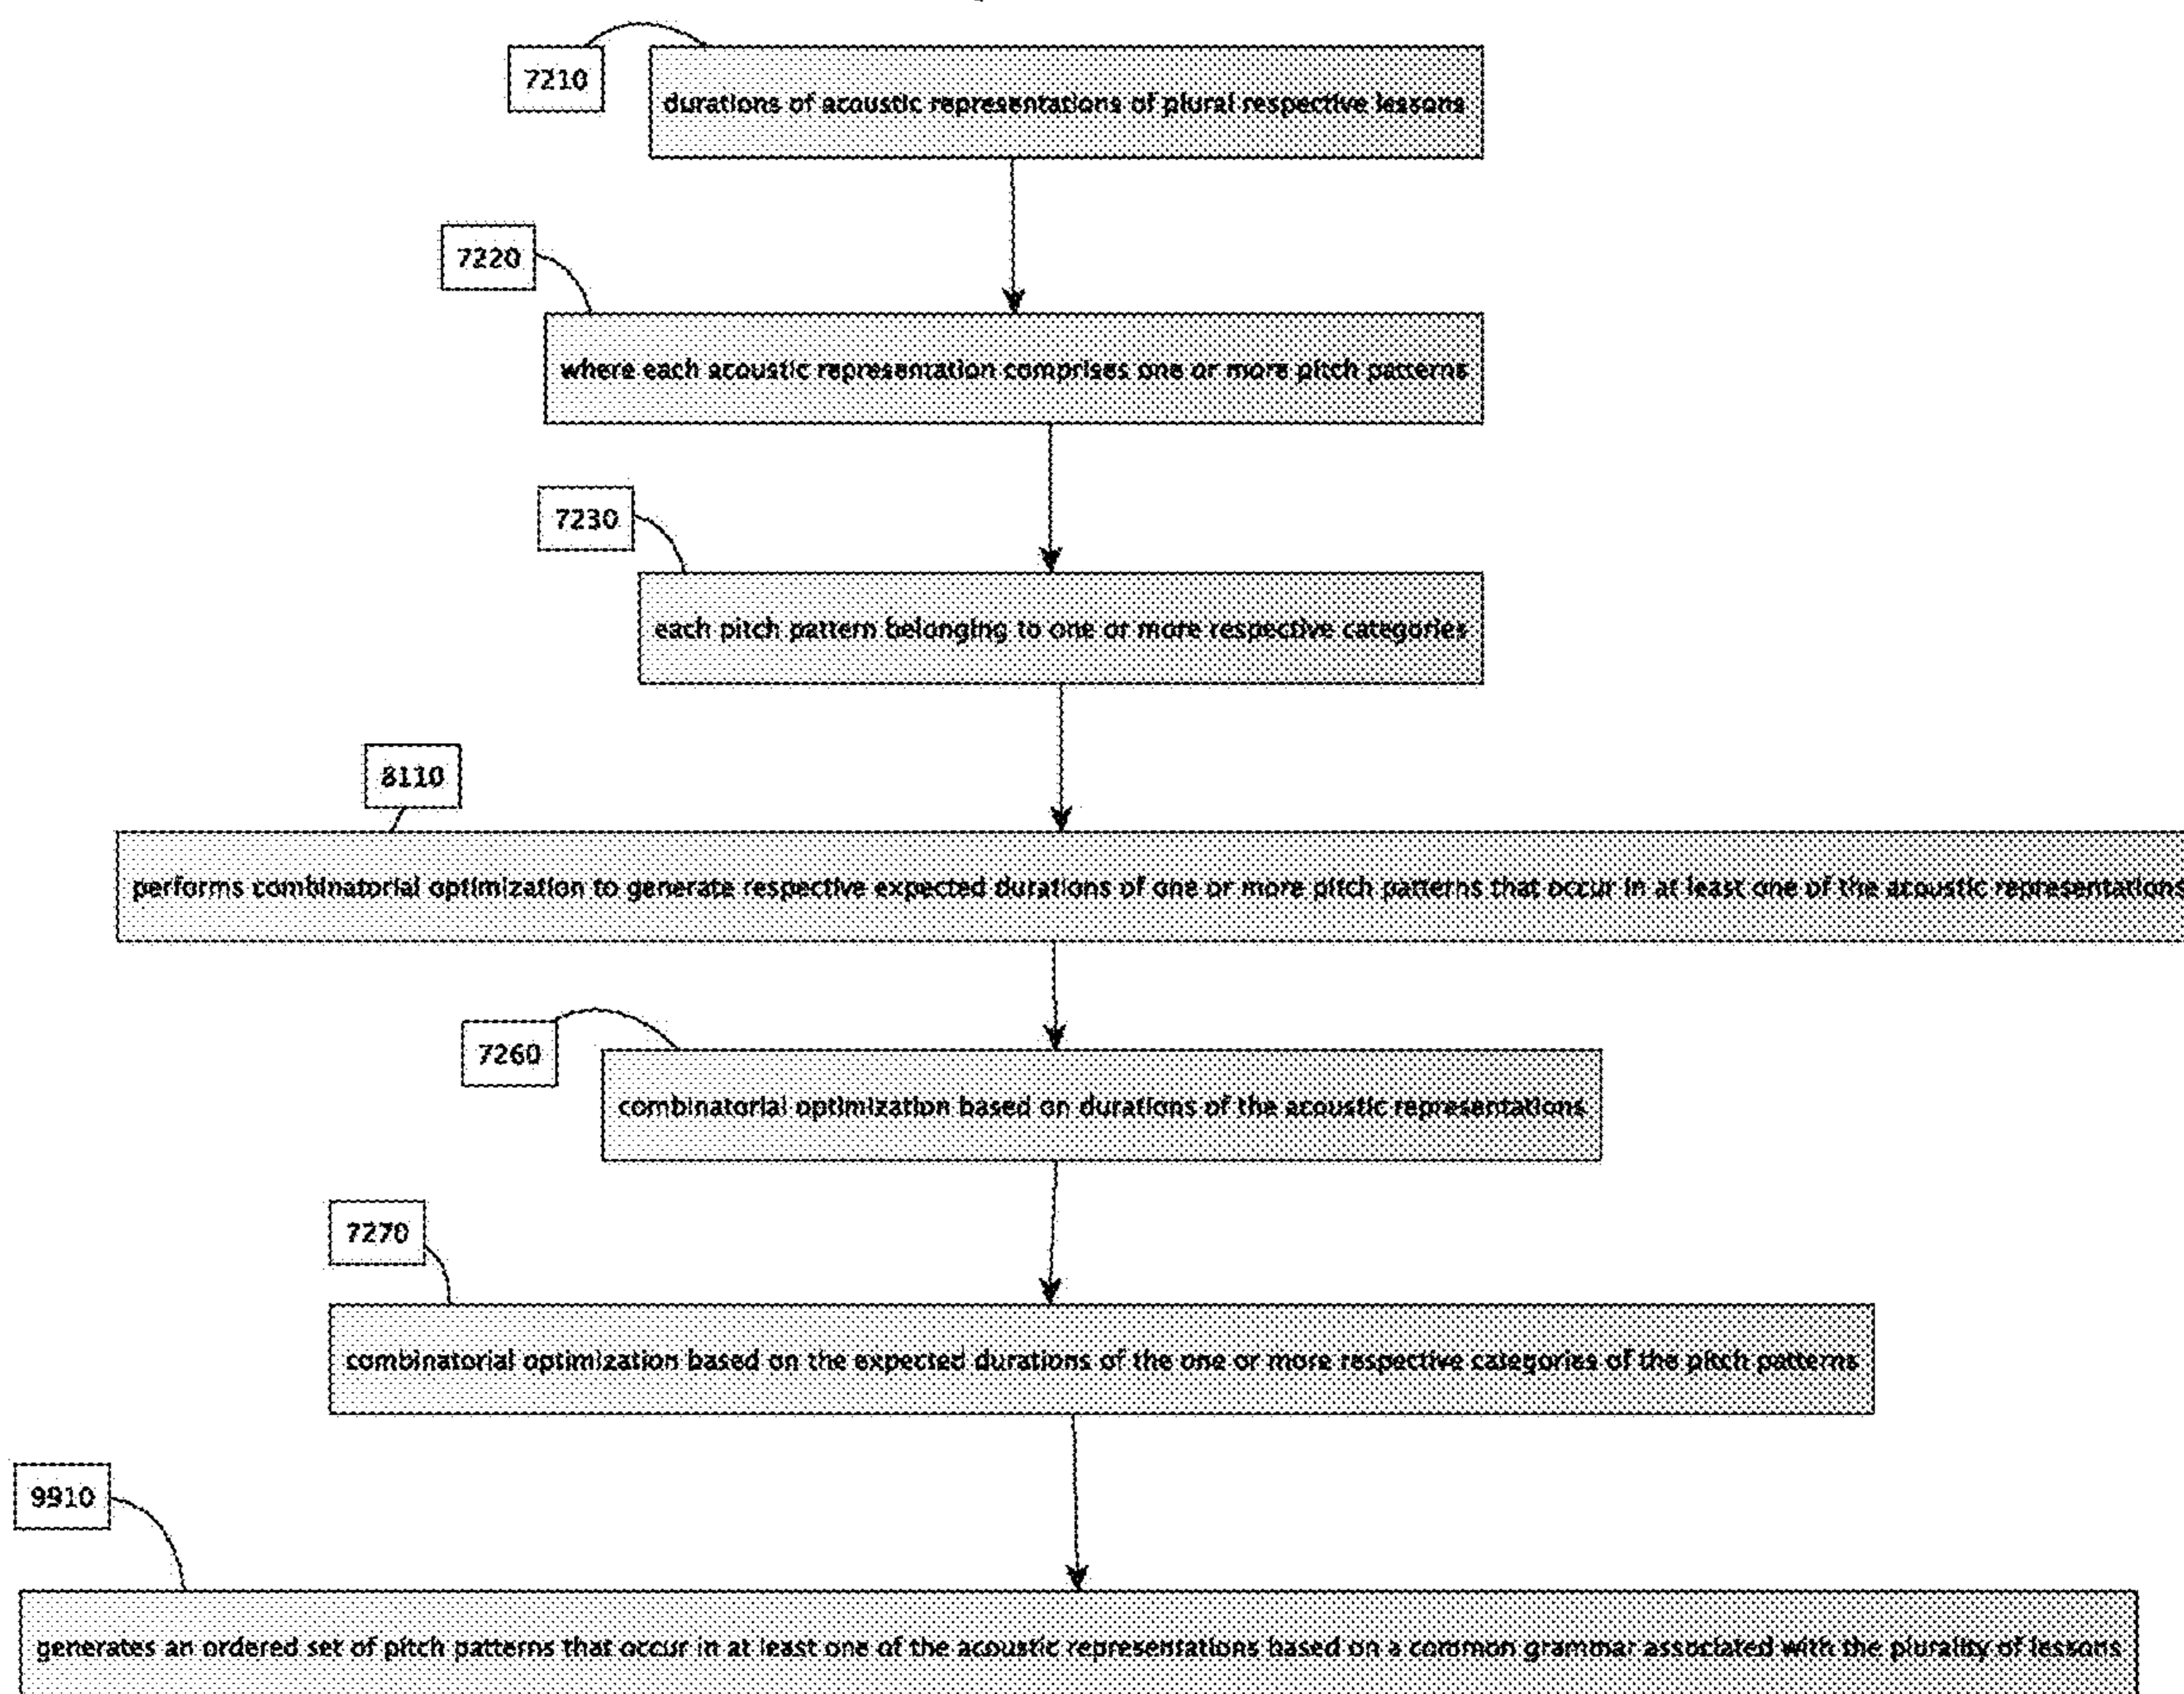 7210
durations of acoustic representations of plural respective lessons
7220
where each acoustic representation comprises one or more pitch patterns
7230
each pitch pattern belonging to one or more respective categories
8110
performs combinatorial optimization to generate respective expected durations of one or more pitch patterns that occur in at least one of the acoustic representations
7260
combinatorial optimization based on durations of the acoustic representations
7270
combinatorial optimization based on the expected durations of the one or more respective categories of the pitch patterns
9910
generates an ordered set of pitch patterns that occur in at least one of the acoustic representations based on a common grammar associated with the plurality of lessons